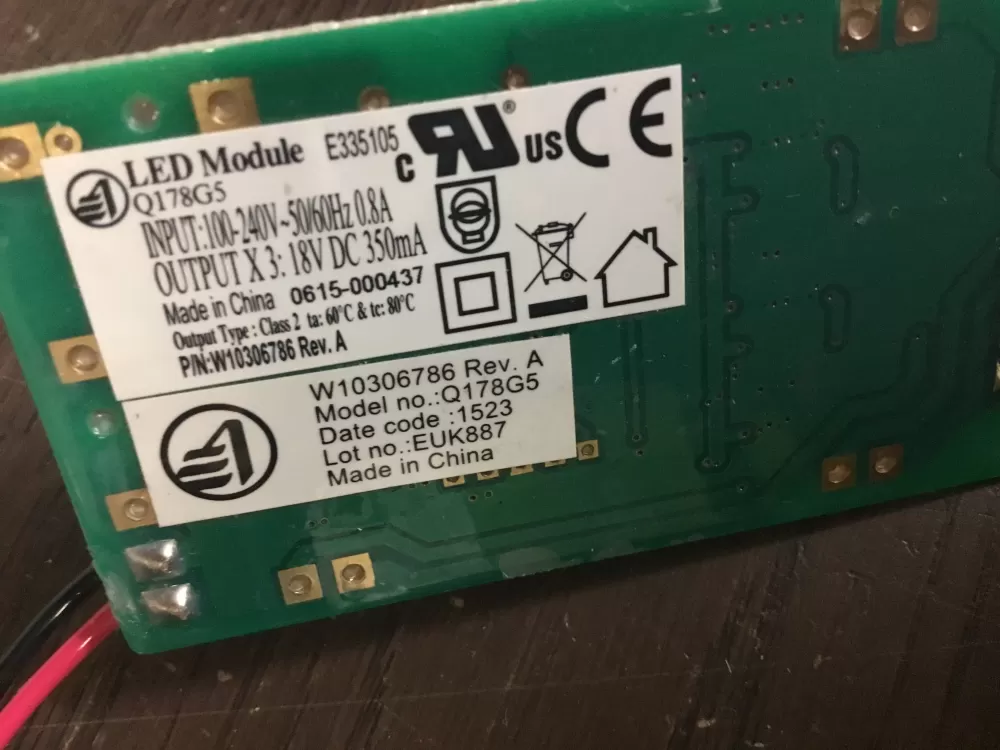 LED Module E335105
c RU ® US CE
Q178G5
INPUT:100-240V~50/60Hz 0.8A
OUTPUT X 3: 18V DC 350mA
Made in China 0615-000437
Output Type : Class 2 ta: 60°C & tc: 80°C
P/N:W10306786 Rev. A
W10306786 Rev. A
Model no.:Q178G5
Date code :1523
Lot no.:EUK887
Made in China